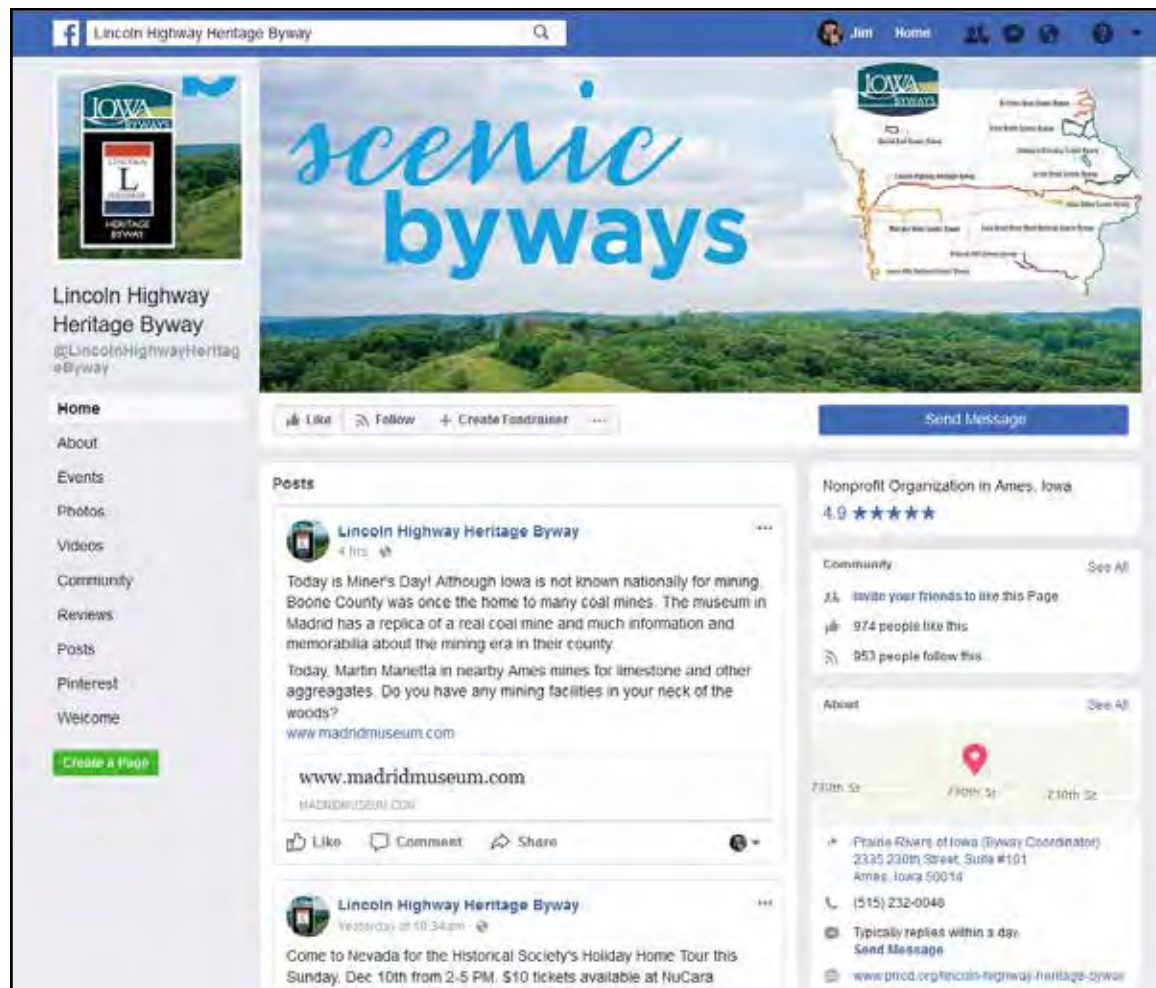 f
Lincoln Highway Heritage Byway
Jim Home
IOWA
BYWAYS
LINCOLN
L
HIGHWAY
HERITAGE
BYWAY
scenic
byways
IOWA
BYWAYS
Lincoln Highway
Heritage Byway
@LincolnHighwayHeritag
eByway
Home
About
Events
Photos
Videos
Community
Reviews
Posts
Pinterest
Welcome
Create a Page
Like Follow + Create Fundraiser ...
Send Message
Posts
Lincoln Highway Heritage Byway
4 hrs
Today is Miner's Day! Although Iowa is not known nationally for mining,
Boone County was once the home to many coal mines. The museum in
Madrid has a replica of a real coal mine and much information and
memorabilia about the mining era in their county.
Today, Martin Marietta in nearby Ames mines for limestone and other
aggreagates. Do you have any mining facilities in your neck of the
woods?
www.madridmuseum.com
www.madridmuseum.com
MADRIDMUSEUM.COM
Like Comment Share
Lincoln Highway Heritage Byway
Yesterday at 10:34am
Come to Nevada for the Historical Society's Holiday Home Tour this
Sunday, Dec 10th from 2-5 PM. $10 tickets available at NuCara
Nonprofit Organization in Ames, Iowa
4.9 ★★★★★
Community See All
Invite your friends to like this Page
974 people like this
953 people follow this
About See All
230th St 230th St 230th St
Prairie Rivers of Iowa (Byway Coordinator)
2335 230th Street, Suite #101
Ames, Iowa 50014
(515) 232-0048
Typically replies within a day
Send Message
www.prrcd.org/lincoln-highway-heritage-byway